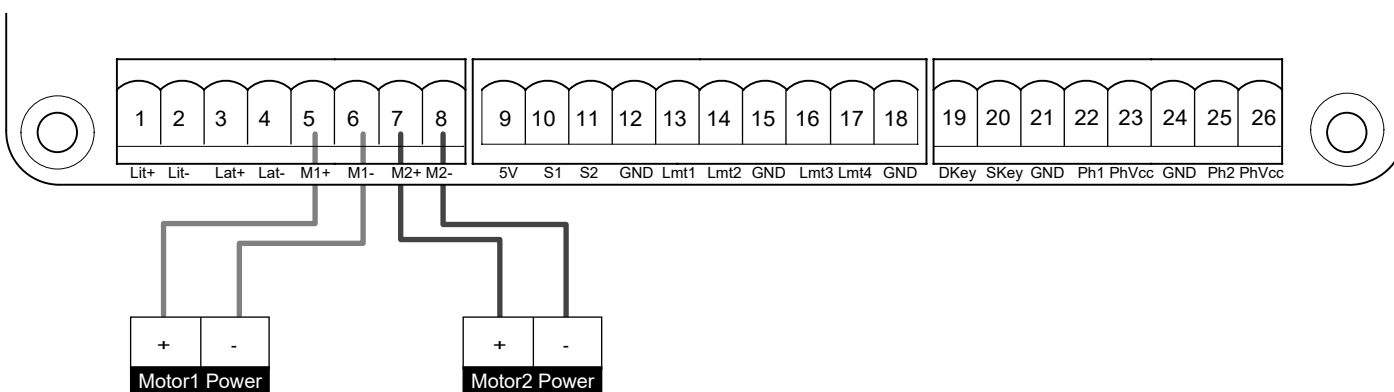 1 2 3 4 5 6 7 8 9 10 11 12 13 14 15 16 17 18 19 20 21 22 23 24 25 26
Lit+ Lit- Lat+ Lat- M1+ M1- M2+ M2- 5V S1 S2 GND Lmt1 Lmt2 GND Lmt3 Lmt4 GND DKey SKey GND Ph1 PhVcc GND Ph2 PhVcc
+ - + -
Motor1 Power Motor2 Power